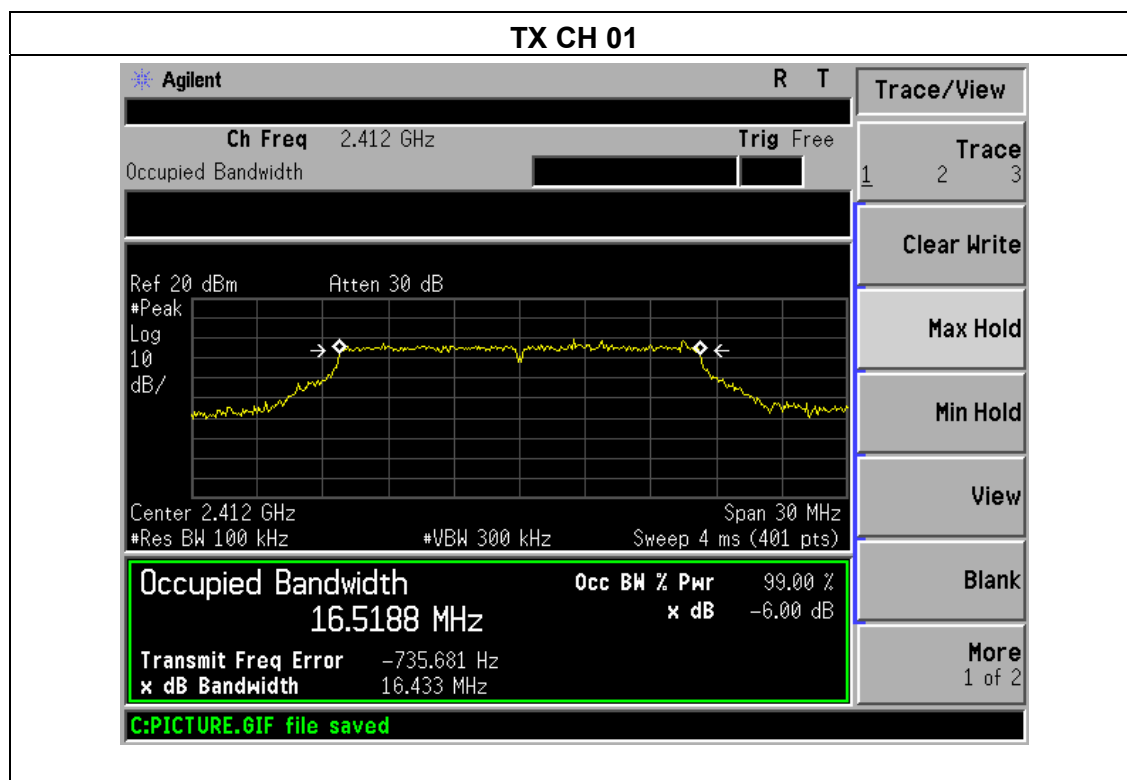 TX CH 01
Agilent R T
Ch Freq 2.412 GHz Trig Free
Occupied Bandwidth
Ref 20 dBm Atten 30 dB
#Peak
Log
10
dB/
Center 2.412 GHz Span 30 MHz
#Res BW 100 kHz #VBW 300 kHz Sweep 4 ms (401 pts)
Occupied Bandwidth Occ BW % Pwr 99.00 %
16.5188 MHz x dB -6.00 dB
Transmit Freq Error -735.681 Hz
x dB Bandwidth 16.433 MHz
C:PICTURE.GIF file saved
Trace/View
Trace
1 2 3
Clear Write
Max Hold
Min Hold
View
Blank
More
1 of 2